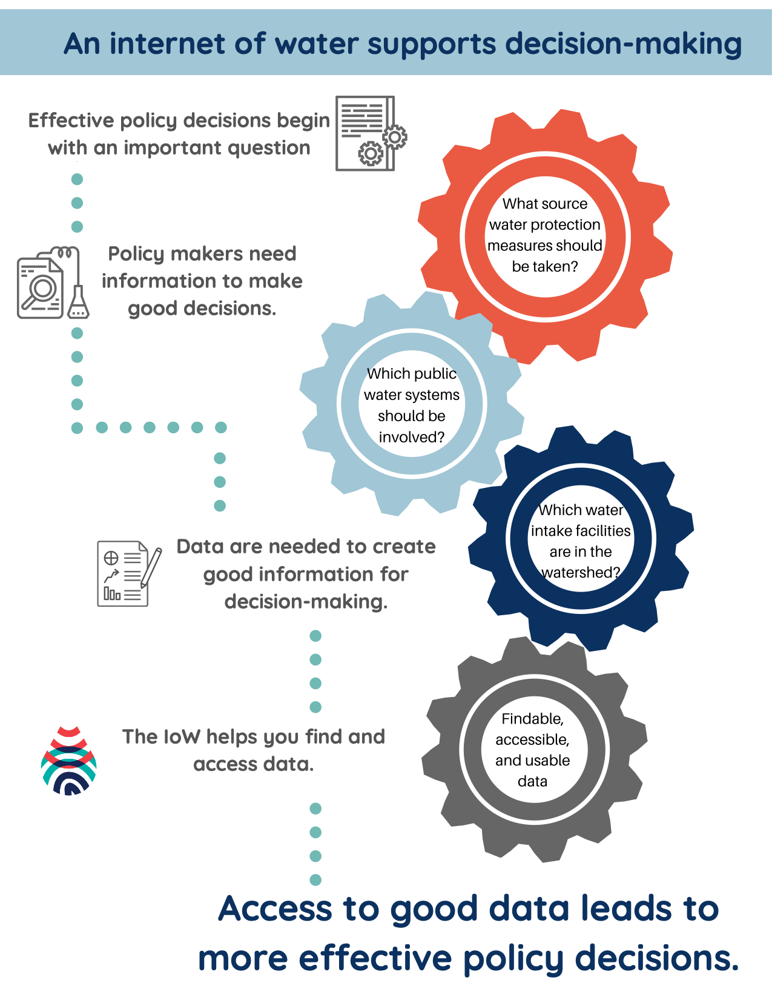 An internet of water supports decision-making
Effective policy decisions begin
with an important question
What source
water protection
measures should
be taken?
Policy makers need
information to make
good decisions.
Which public
water systems
should be
involved?
Which water
intake facilities
are in the
watershed?
Data are needed to create
good information for
decision-making.
Findable,
accessible,
and usable
data
The IoW helps you find and
access data.
Access to good data leads to
more effective policy decisions.